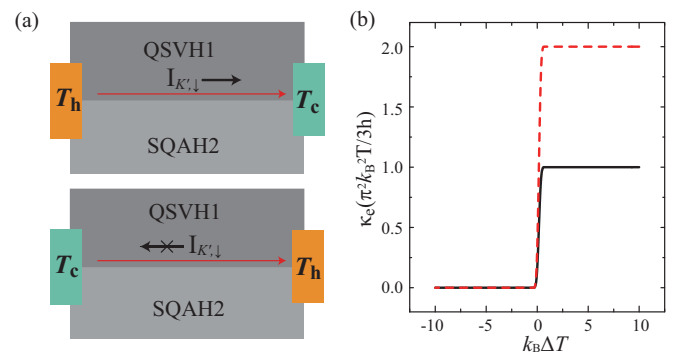 (a)
QSVH1
I_{K',↓}
T_h
T_c
SQAH2
QSVH1
I_{K',↓}
T_c
T_h
SQAH2
(b)
κ_e(π²k_B²T/3h)
2.0
1.5
1.0
0.5
0.0
-10 -5 0 5 10
k_BΔT